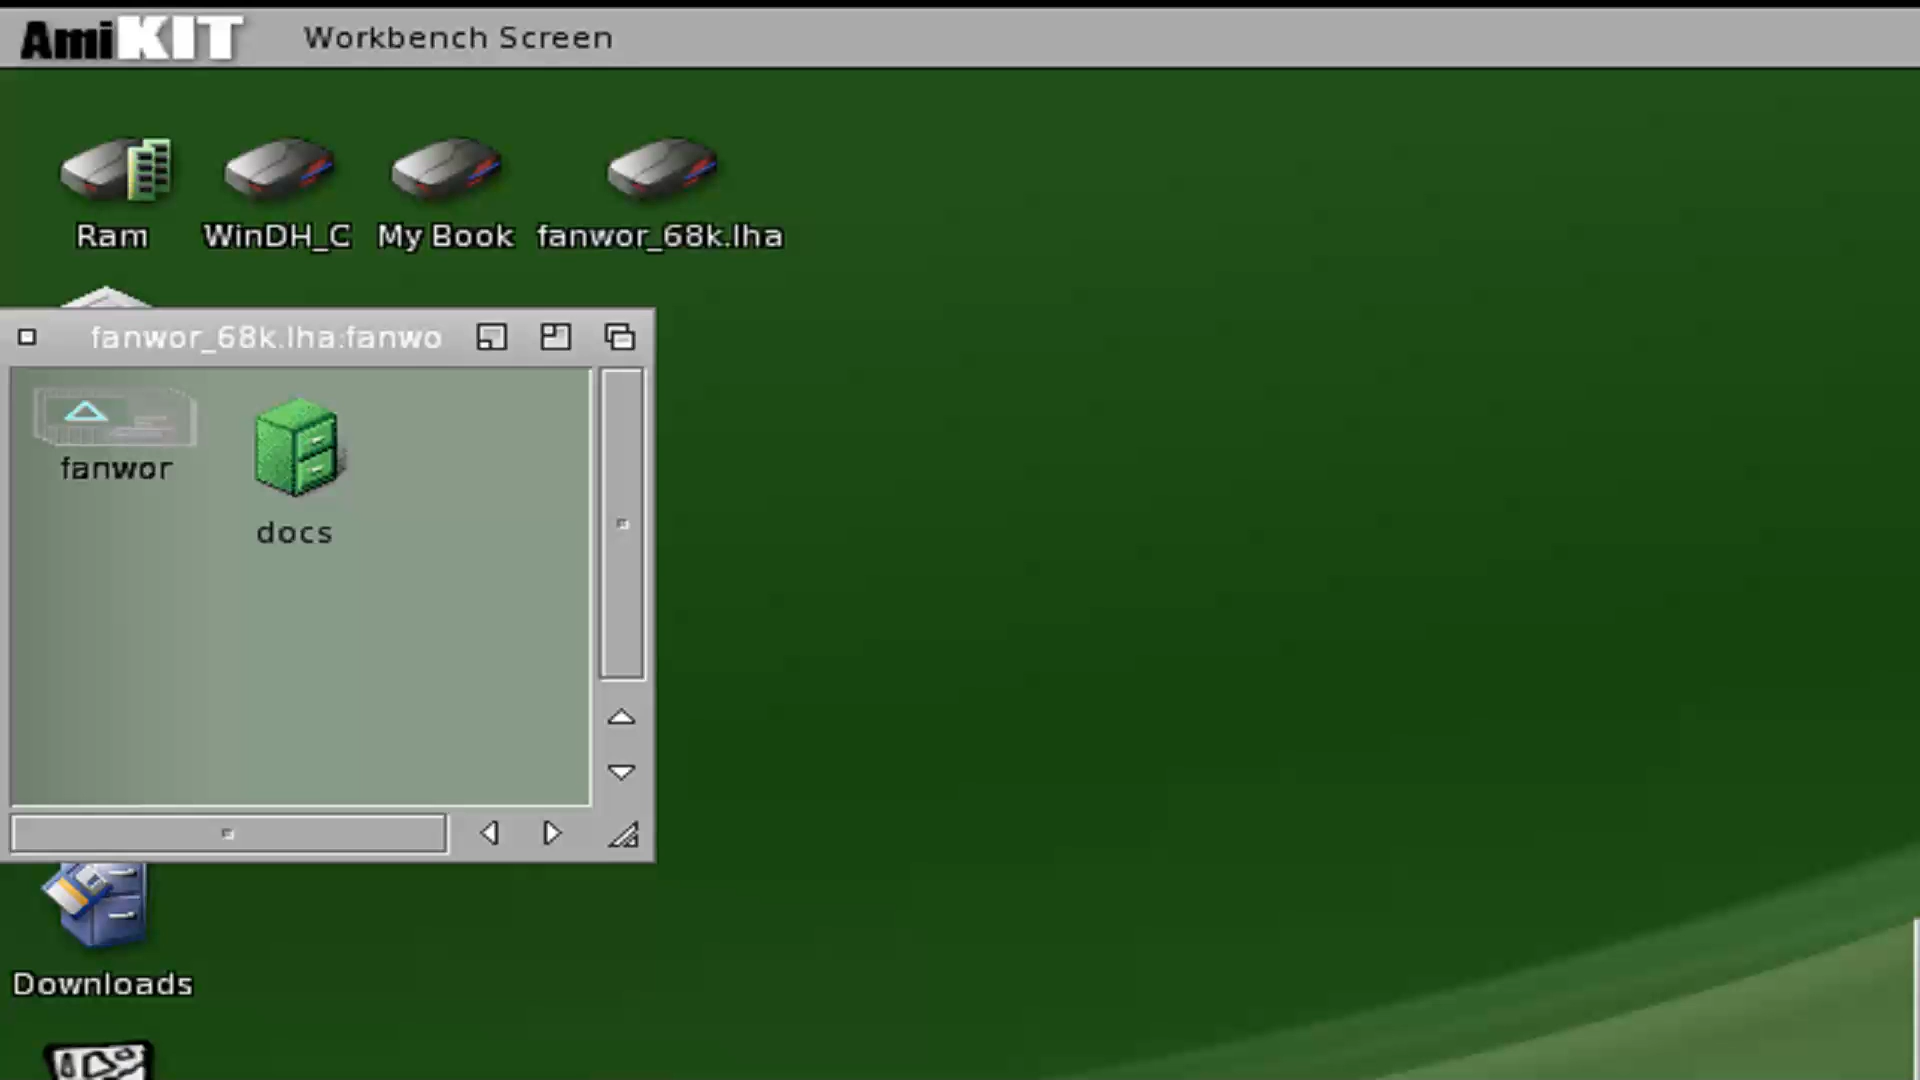 AmiKIT Workbench Screen
Ram WinDH_C My Book fanwor_68k.lha
fanwor_68k.lha:fanwo
fanwor
docs
Downloads